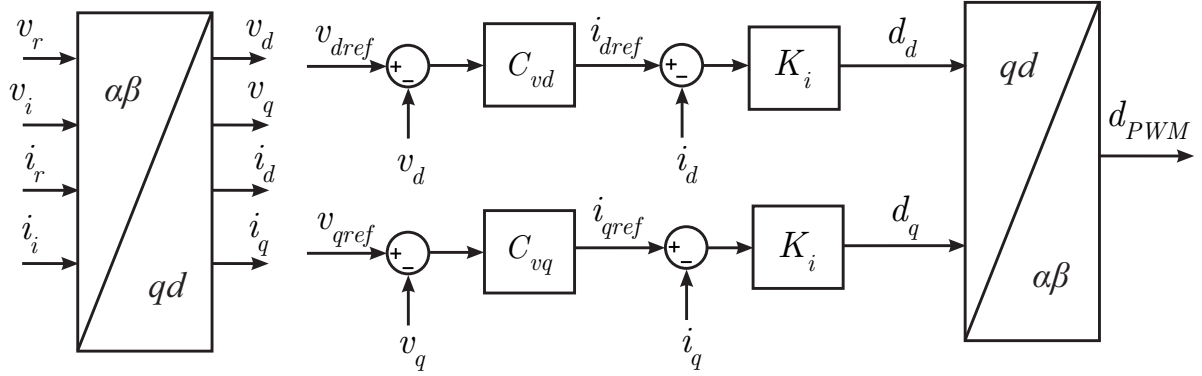 v_r
v_i
i_r
i_i
αβ
qd
v_d
v_q
i_d
i_q
v_dref
+
−
v_d
C_vd
i_dref
+
−
i_d
K_i
d_d
v_qref
+
−
v_q
C_vq
i_qref
+
−
i_q
K_i
d_q
qd
αβ
d_PWM